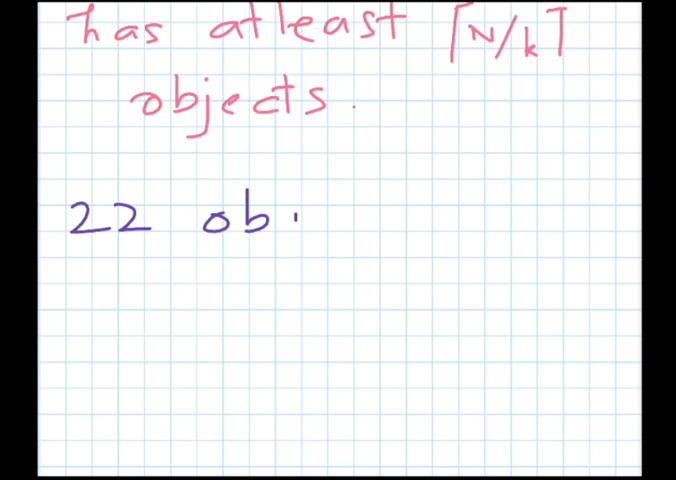 has atleast ⌈N/k⌉
objects.
22 ob